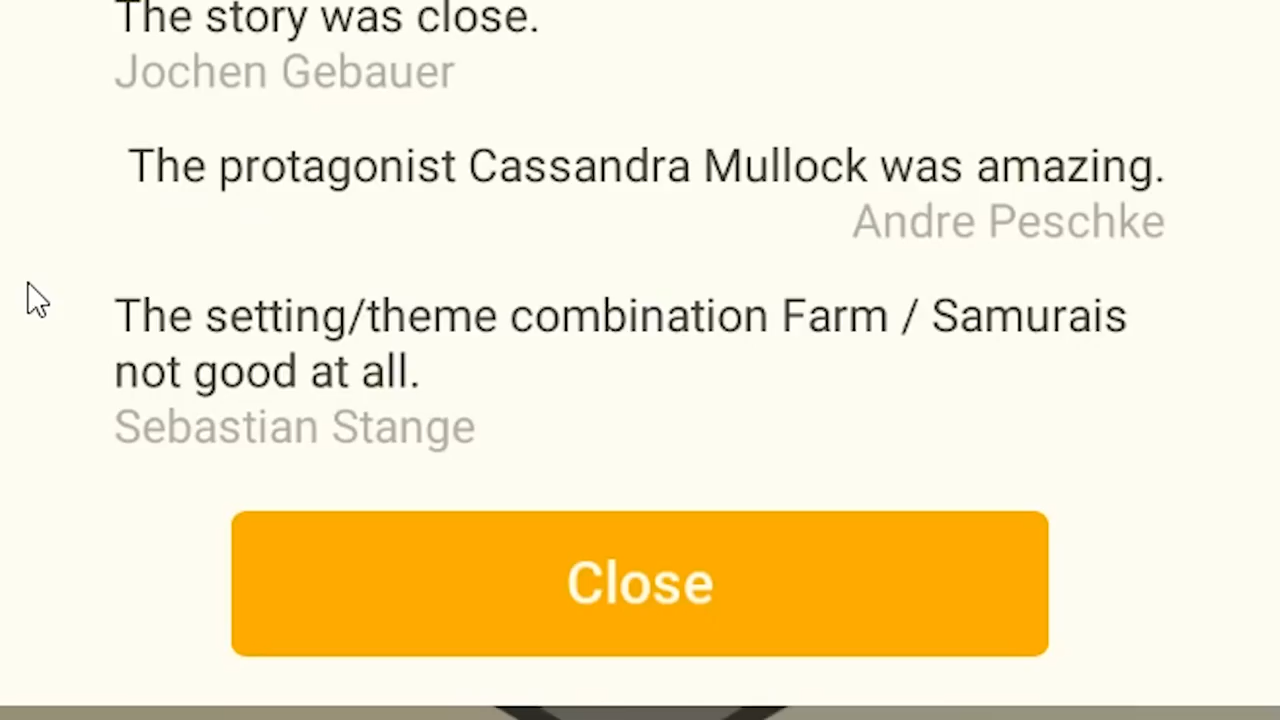 The story was close.
Jochen Gebauer
The protagonist Cassandra Mullock was amazing.
Andre Peschke
The setting/theme combination Farm / Samurais
not good at all.
Sebastian Stange
Close